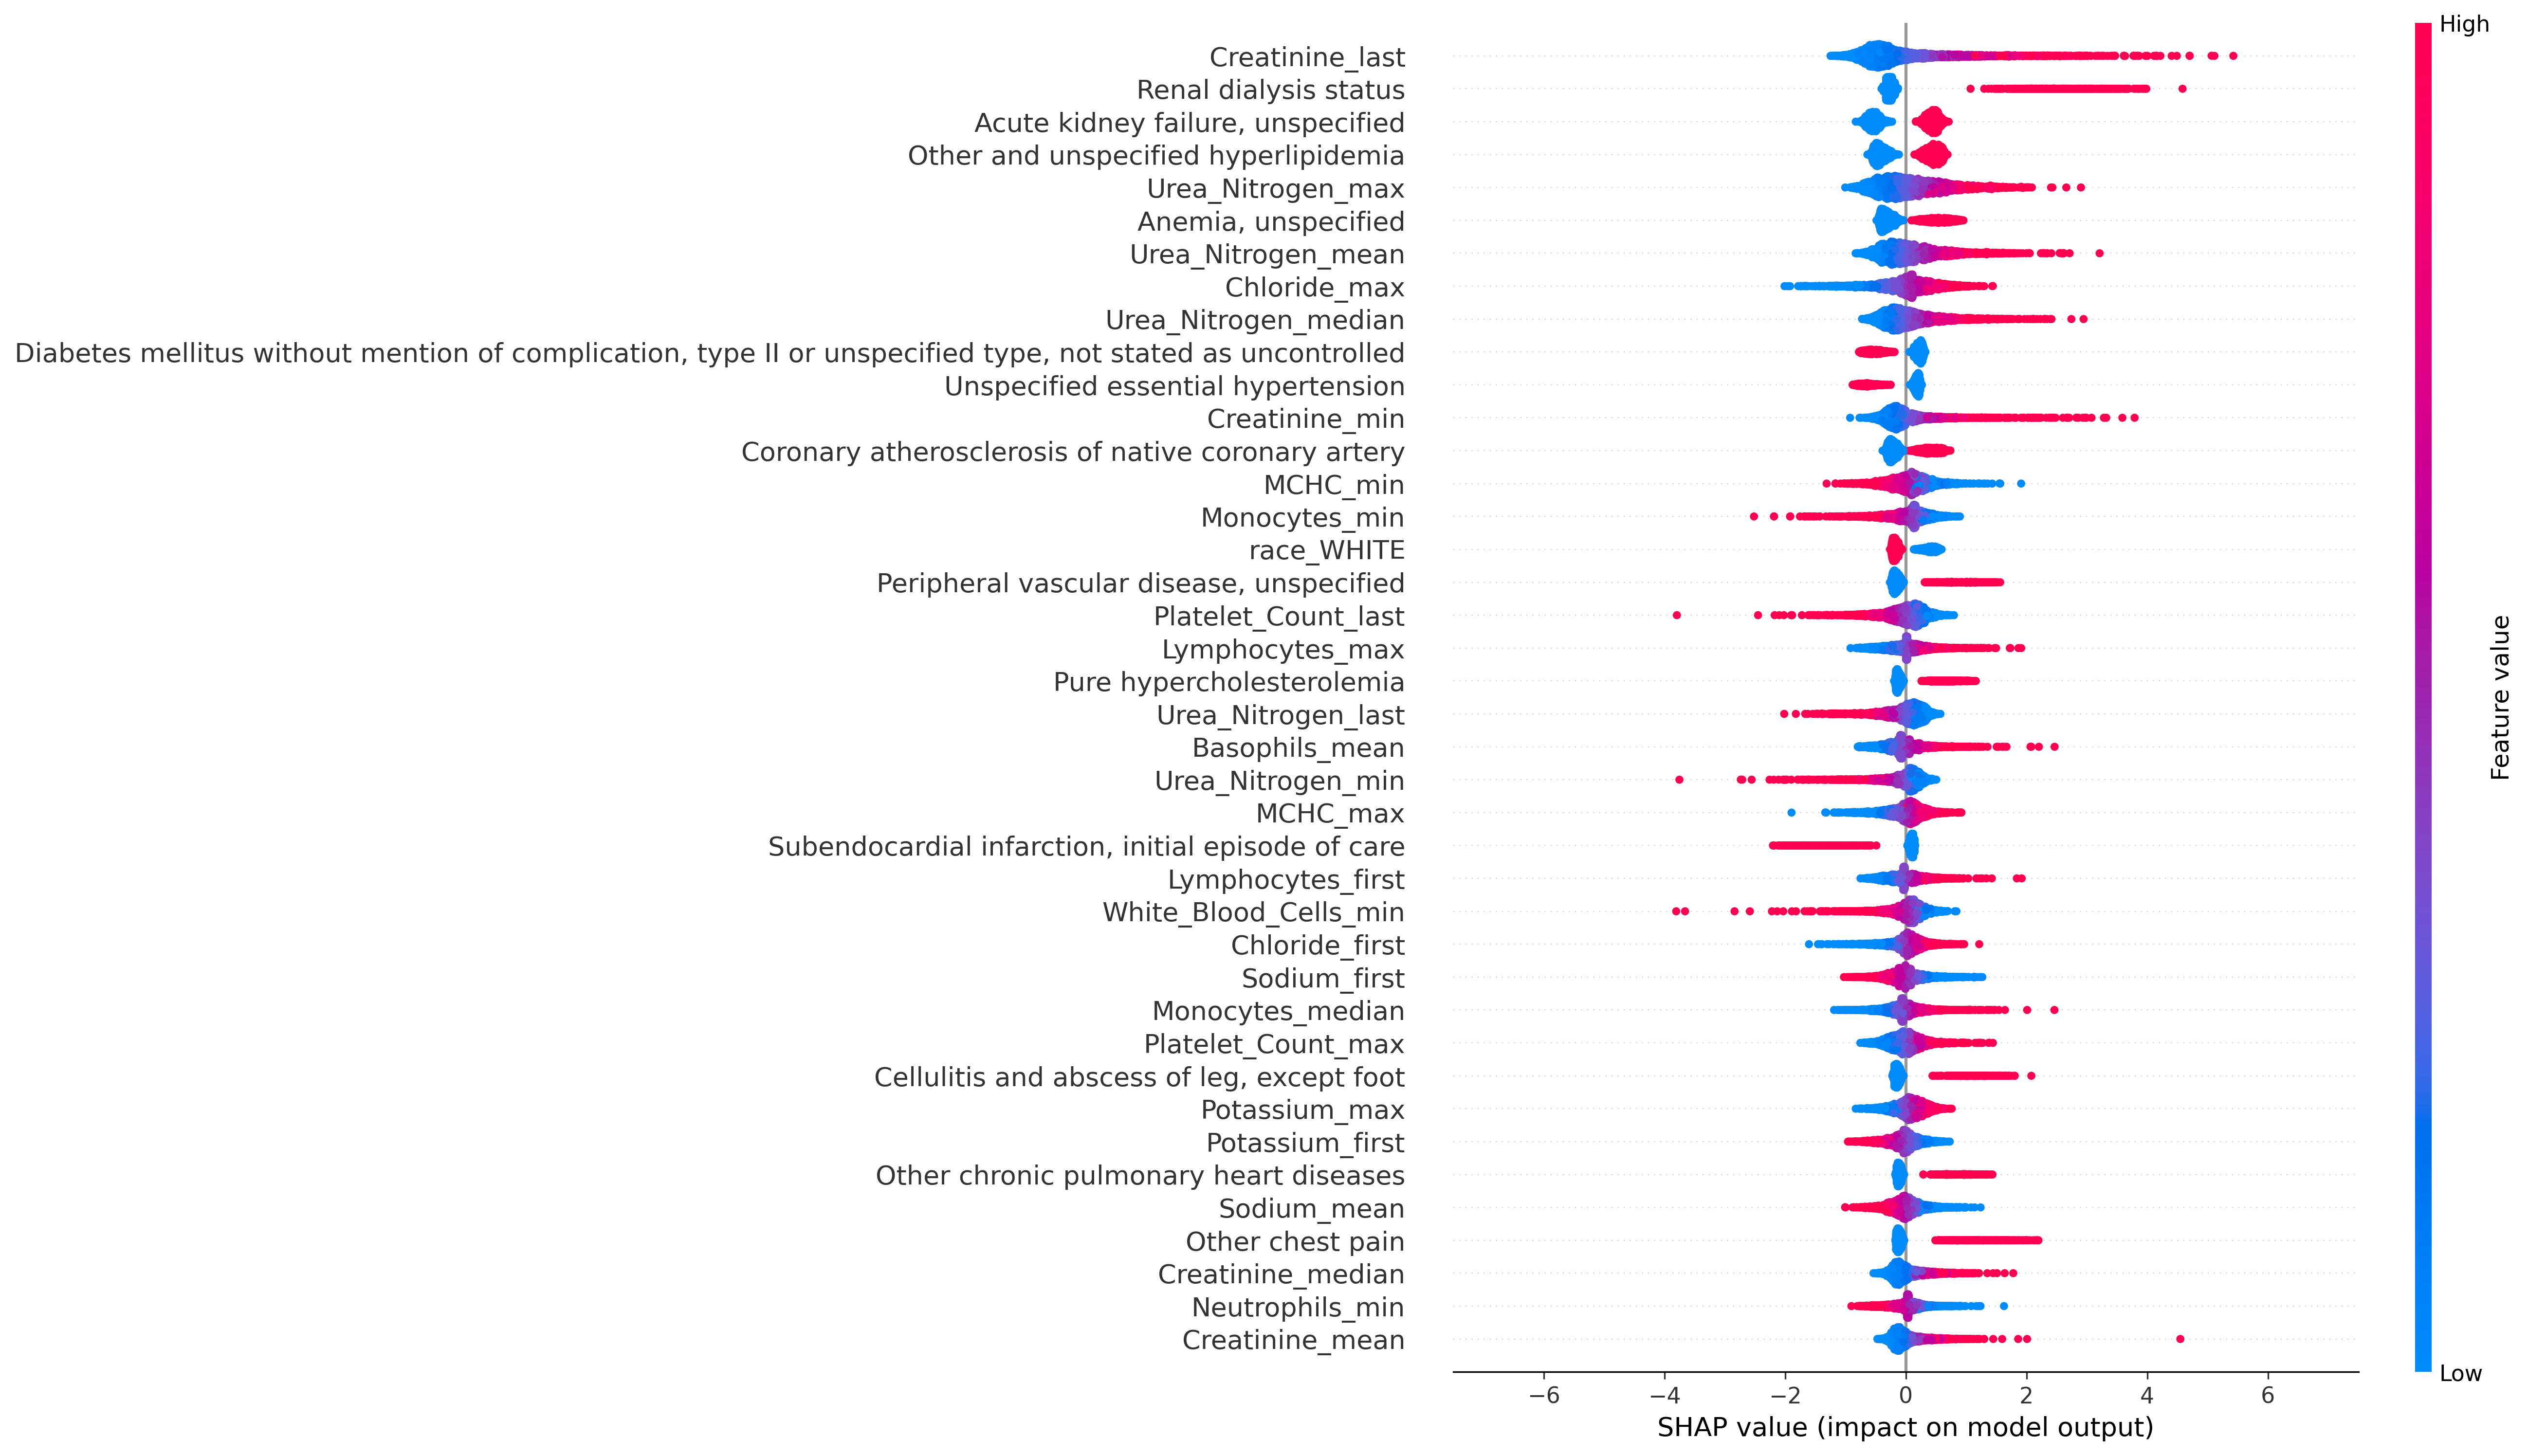 High
Creatinine_last
Renal dialysis status
Acute kidney failure, unspecified
Other and unspecified hyperlipidemia
Urea_Nitrogen_max
Anemia, unspecified
Urea_Nitrogen_mean
Chloride_max
Urea_Nitrogen_median
Diabetes mellitus without mention of complication, type II or unspecified type, not stated as uncontrolled
Unspecified essential hypertension
Creatinine_min
Coronary atherosclerosis of native coronary artery
MCHC_min
Monocytes_min
race_WHITE
Peripheral vascular disease, unspecified
Platelet_Count_last
Lymphocytes_max
Pure hypercholesterolemia
Urea_Nitrogen_last
Basophils_mean
Urea_Nitrogen_min
MCHC_max
Subendocardial infarction, initial episode of care
Lymphocytes_first
White_Blood_Cells_min
Chloride_first
Sodium_first
Monocytes_median
Platelet_Count_max
Cellulitis and abscess of leg, except foot
Potassium_max
Potassium_first
Other chronic pulmonary heart diseases
Sodium_mean
Other chest pain
Creatinine_median
Neutrophils_min
Creatinine_mean
Feature value
Low
−6 −4 −2 0 2 4 6
SHAP value (impact on model output)